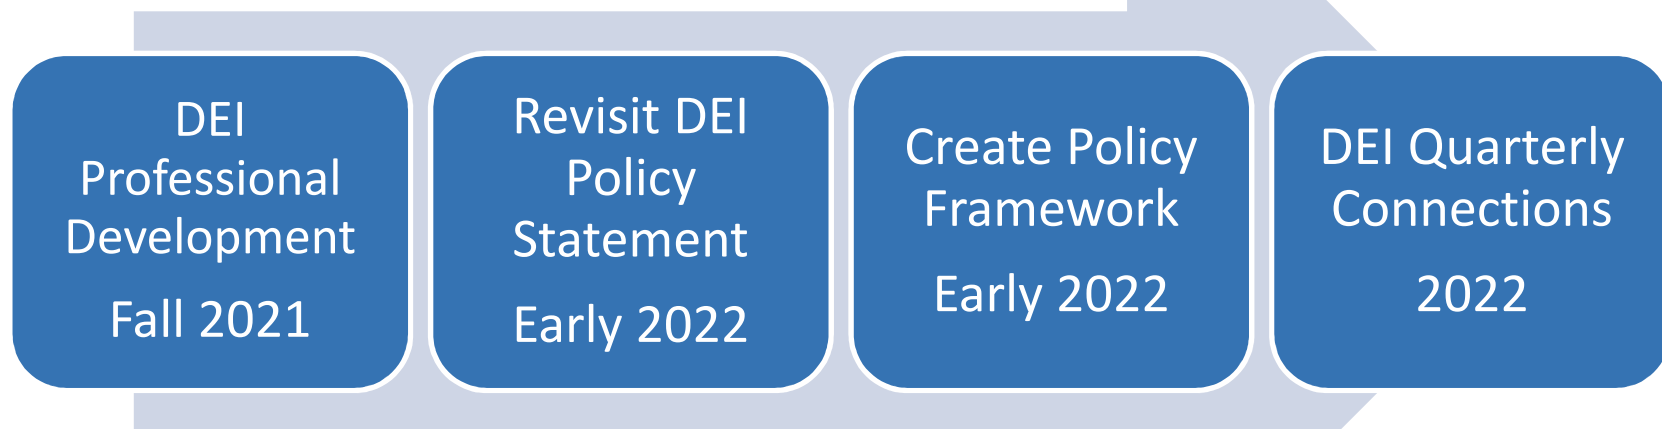 DEI
Professional
Development
Fall 2021
Revisit DEI
Policy
Statement
Early 2022
Create Policy
Framework
Early 2022
DEI Quarterly
Connections
2022